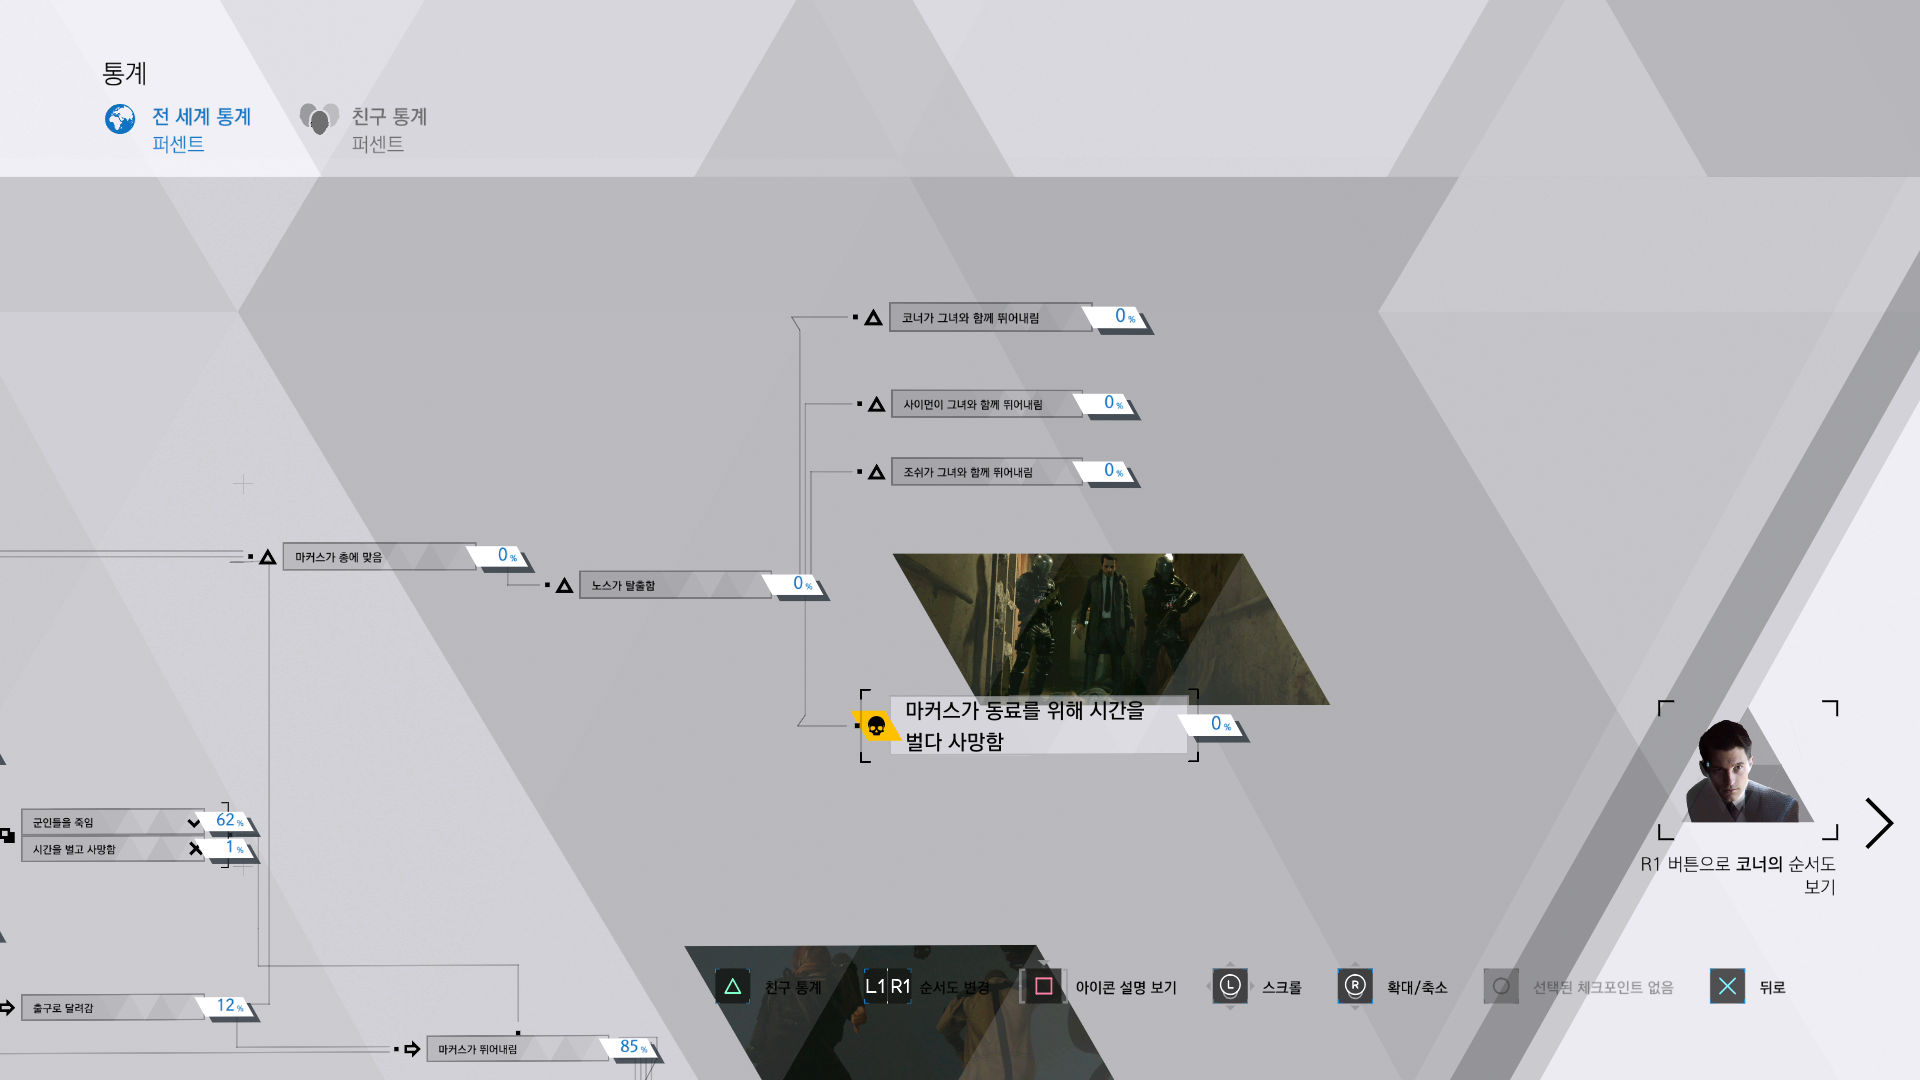 통계
전 세계 통계
퍼센트
친구 통계
퍼센트
코너가 그녀와 함께 뛰어내림
0%
사이먼이 그녀와 함께 뛰어내림
0%
조쉬가 그녀와 함께 뛰어내림
0%
마커스가 총에 맞음
0%
노스가 탈출함
0%
마커스가 동료를 위해 시간을
벌다 사망함
0%
군인들을 죽임
62%
시간을 벌고 사망함
1%
출구로 달려감
12%
마커스가 뛰어내림
85%
R1 버튼으로 코너의 순서도
보기
친구 통계
L1 R1 순서도 변경
아이콘 설명 보기
L 스크롤
R 확대/축소
선택된 체크포인트 없음
뒤로